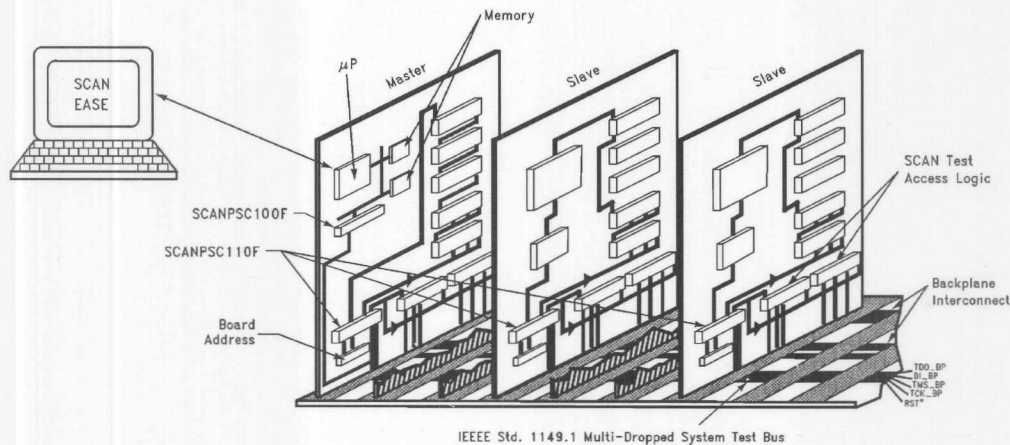 Memory
μP
Master
Slave
Slave
SCAN
EASE
SCAN Test
Access Logic
SCANPSC100F
SCANPSC110F
Board
Address
Backplane
Interconnect
TDO_BP
DI_BP
TMS_BP
TCK_BP
RST*
IEEEE Std. 1149.1 Multi-Dropped System Test Bus